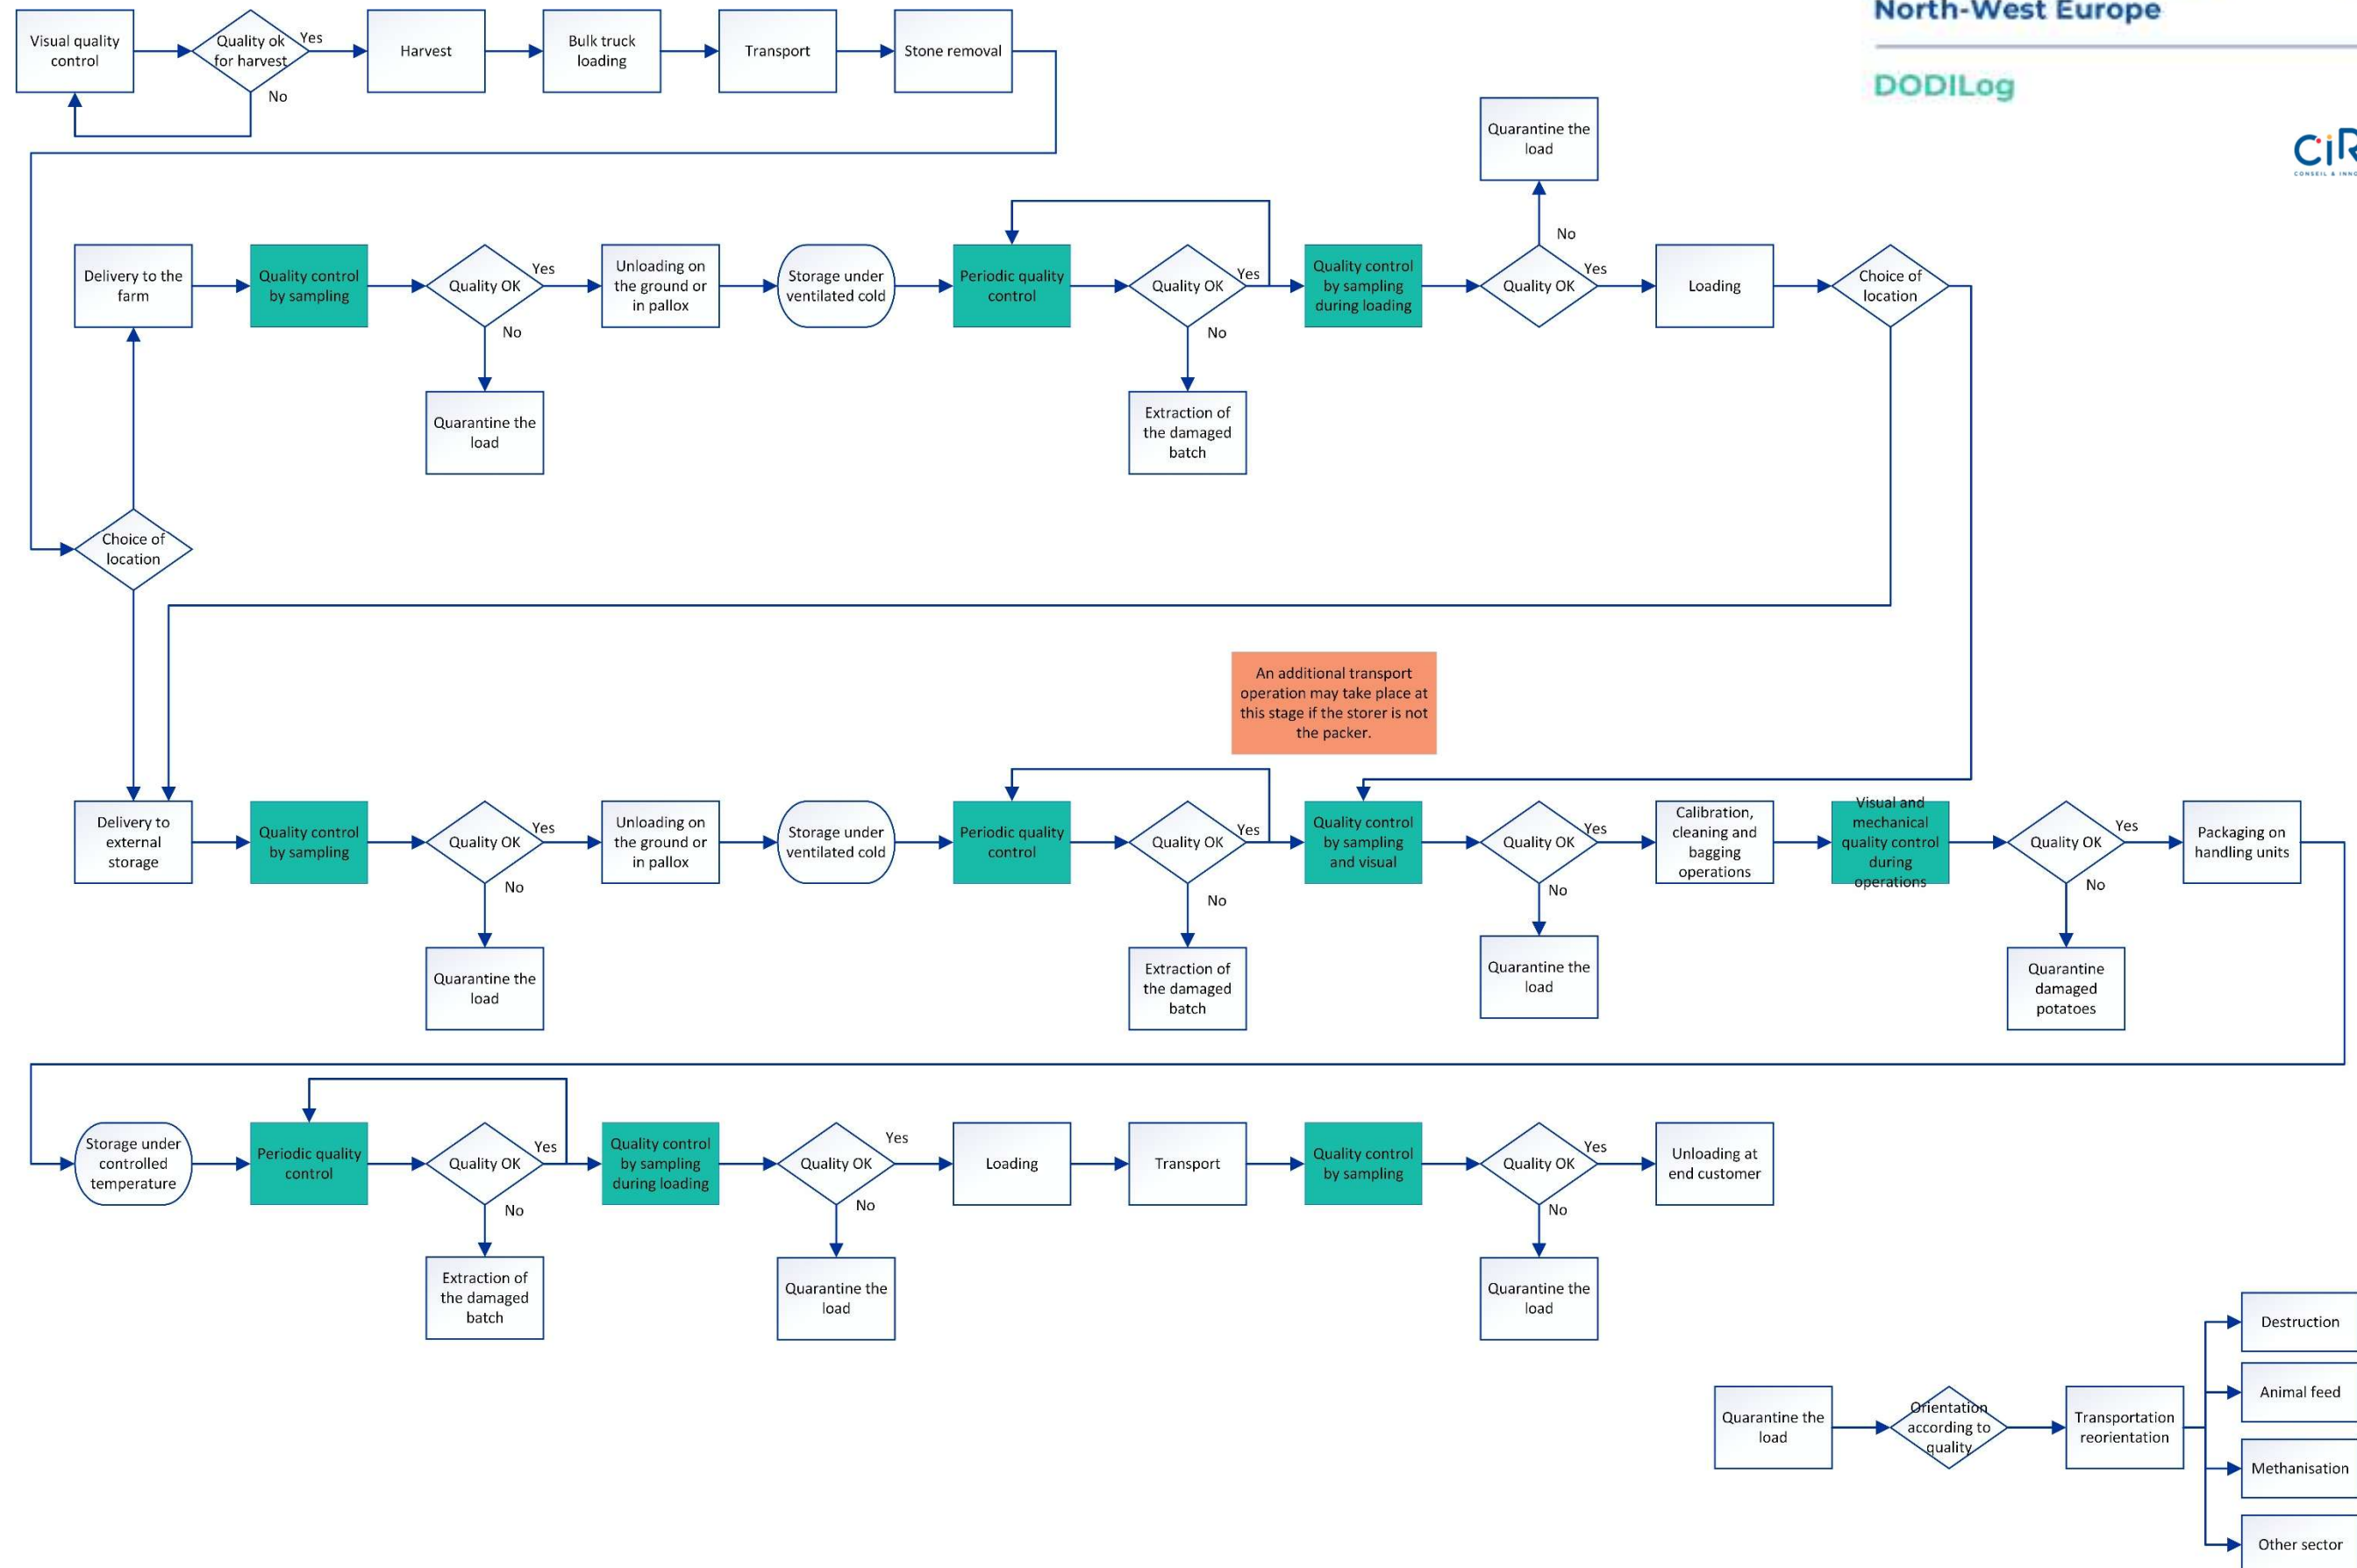 North-West Europe
DODILog
CONSEIL &
Visual quality
control
Quality ok
for harvest
Yes
No
Harvest
Bulk truck
loading
Transport
Stone removal
Quarantine the
load
No
Delivery to the
farm
Quality control
by sampling
Quality OK
Yes
No
Unloading on
the ground or
in pallox
Storage under
ventilated cold
Periodic quality
control
Quality OK
Yes
No
Quality control
by sampling
during loading
Quality OK
Yes
Loading
Choice of
location
Quarantine the
load
Extraction of
the damaged
batch
Choice of
location
An additional transport
operation may take place at
this stage if the storer is not
the packer.
Delivery to
external
storage
Quality control
by sampling
Quality OK
Yes
No
Unloading on
the ground or
in pallox
Storage under
ventilated cold
Periodic quality
control
Quality OK
Yes
No
Quality control
by sampling
and visual
Quality OK
Yes
No
Calibration,
cleaning and
bagging
operations
Visual and
mechanical
quality control
during
operations
Quality OK
Yes
No
Packaging on
handling units
Quarantine the
load
Extraction of
the damaged
batch
Quarantine the
load
Quarantine
damaged
potatoes
Storage under
controlled
temperature
Periodic quality
control
Quality OK
Yes
No
Quality control
by sampling
during loading
Quality OK
Yes
No
Loading
Transport
Quality control
by sampling
Quality OK
Yes
No
Unloading at
end customer
Extraction of
the damaged
batch
Quarantine the
load
Quarantine the
load
Quarantine the
load
Orientation
according to
quality
Transportation
reorientation
Destruction
Animal feed
Methanisation
Other sector